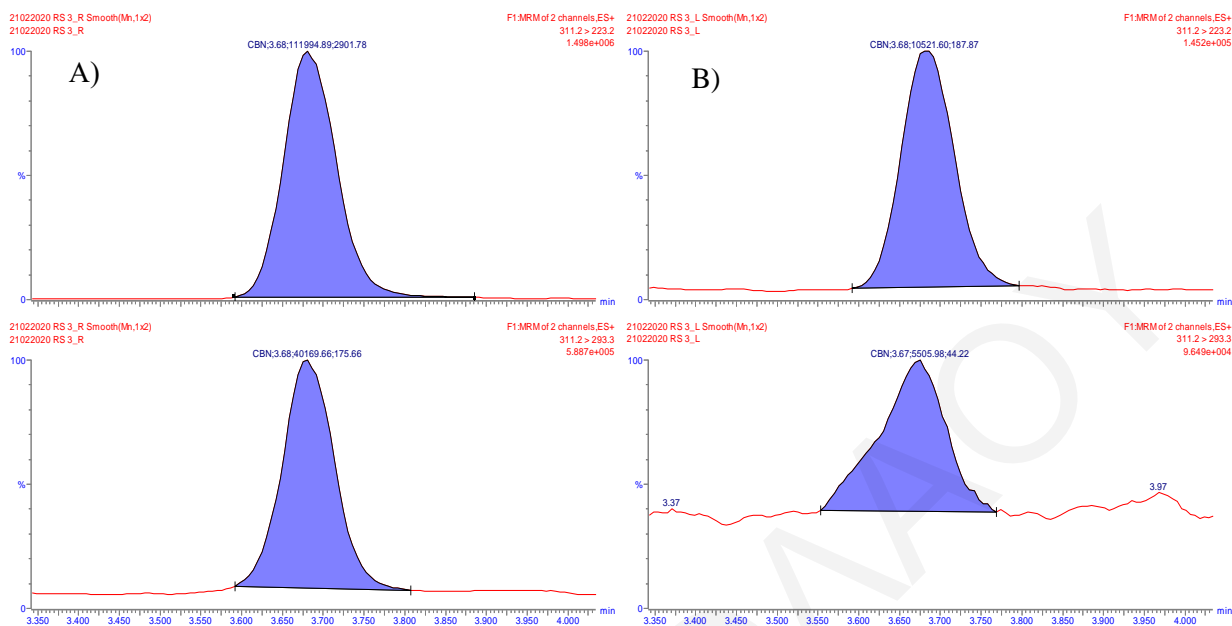 21022020 RS 3_R Smooth(Mn,1x2)
F1:MRM of 2 channels,ES+
21022020 RS 3_R
311.2 > 223.2
1.498e+006
A)
CBN;3.68;111994.89;2901.78
100
%
0
min
21022020 RS 3_L Smooth(Mn,1x2)
F1:MRM of 2 channels,ES+
21022020 RS 3_L
311.2 > 223.2
1.452e+005
B)
CBN;3.68;10521.60;187.87
100
%
0
min
21022020 RS 3_R Smooth(Mn,1x2)
F1:MRM of 2 channels,ES+
21022020 RS 3_R
311.2 > 293.3
5.887e+005
CBN;3.68;40169.66;175.66
100
%
0
min
3.350 3.400 3.450 3.500 3.550 3.600 3.650 3.700 3.750 3.800 3.850 3.900 3.950 4.000
21022020 RS 3_L Smooth(Mn,1x2)
F1:MRM of 2 channels,ES+
21022020 RS 3_L
311.2 > 293.3
9.649e+004
CBN;3.67;5505.98;44.22
100
%
3.37
3.97
0
min
3.350 3.400 3.450 3.500 3.550 3.600 3.650 3.700 3.750 3.800 3.850 3.900 3.950 4.000